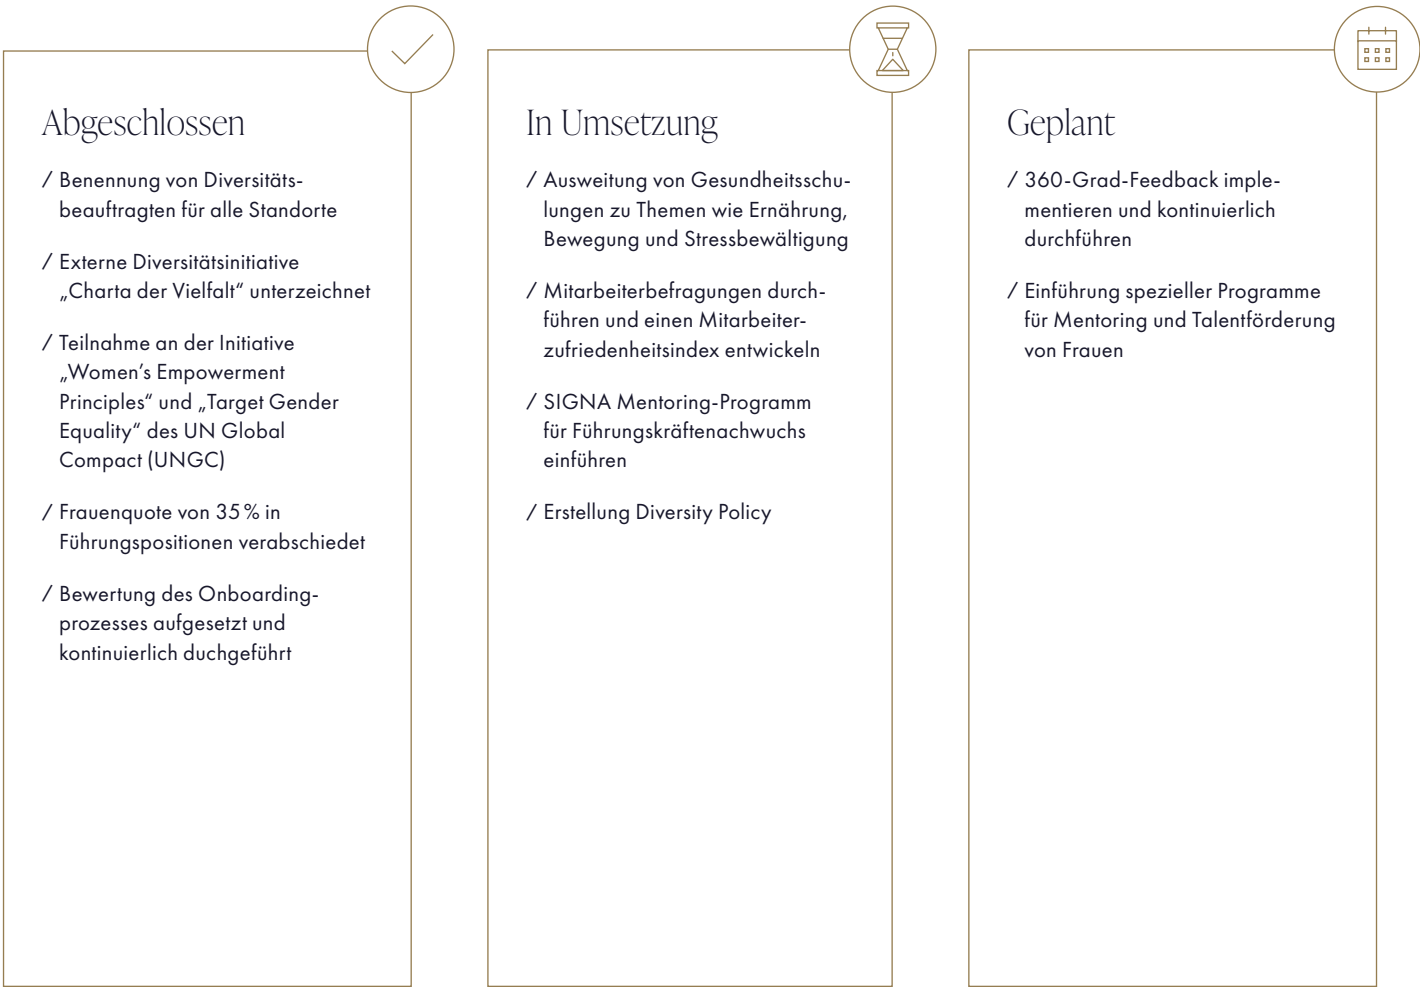 Abgeschlossen
/ Benennung von Diversitäts-
beauftragten für alle Standorte
/ Externe Diversitätsinitiative
„Charta der Vielfalt“ unterzeichnet
/ Teilnahme an der Initiative
„Women’s Empowerment
Principles“ und „Target Gender
Equality“ des UN Global
Compact (UNGC)
/ Frauenquote von 35 % in
Führungspositionen verabschiedet
/ Bewertung des Onboarding-
prozesses aufgesetzt und
kontinuierlich duchgeführt
In Umsetzung
/ Ausweitung von Gesundheitsschu-
lungen zu Themen wie Ernährung,
Bewegung und Stressbewältigung
/ Mitarbeiterbefragungen durch-
führen und einen Mitarbeiter-
zufriedenheitsindex entwickeln
/ SIGNA Mentoring-Programm
für Führungskräftenachwuchs
einführen
/ Erstellung Diversity Policy
Geplant
/ 360-Grad-Feedback imple-
mentieren und kontinuierlich
durchführen
/ Einführung spezieller Programme
für Mentoring und Talentförderung
von Frauen